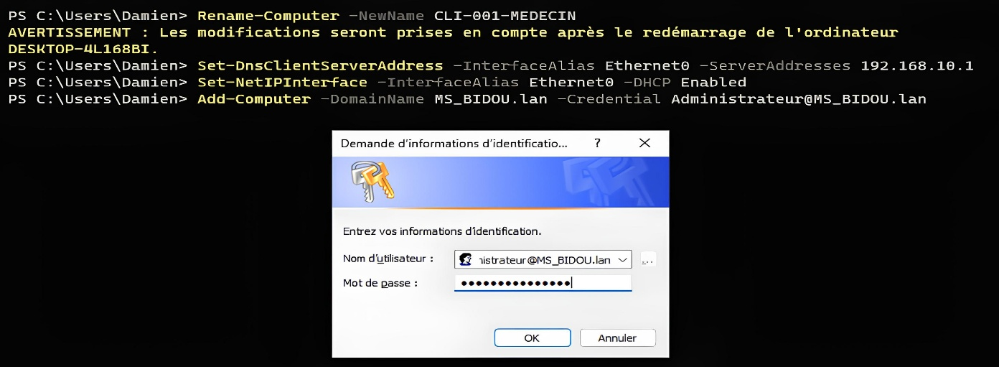 PS C:\Users\Damien> Rename-Computer -NewName CLI-001-MEDECIN
AVERTISSEMENT : Les modifications seront prises en compte après le redémarrage de l'ordinateur
DESKTOP-4L168BI.
PS C:\Users\Damien> Set-DnsClientServerAddress -InterfaceAlias Ethernet0 -ServerAddresses 192.168.10.1
PS C:\Users\Damien> Set-NetIPInterface -InterfaceAlias Ethernet0 -DHCP Enabled
PS C:\Users\Damien> Add-Computer -DomainName MS_BIDOU.lan -Credential Administrateur@MS_BIDOU.lan
Demande d'informations d'identificatio... ?
Entrez vos informations d'identification.
Nom d'utilisateur : nistrateur@MS_BIDOU.lan ...
Mot de passe : •••••••••••••••
OK Annuler